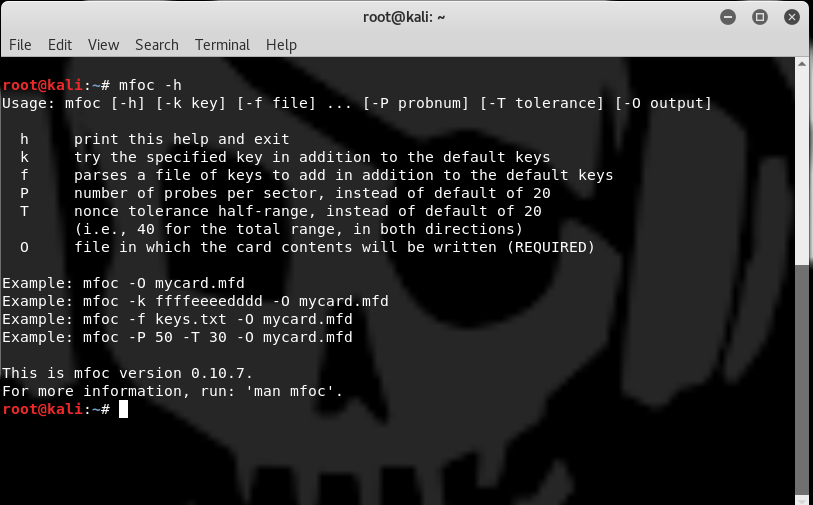 root@kali: ~
File Edit View Search Terminal Help
root@kali:~# mfoc -h
Usage: mfoc [-h] [-k key] [-f file] ... [-P probnum] [-T tolerance] [-O output]
h print this help and exit
k try the specified key in addition to the default keys
f parses a file of keys to add in addition to the default keys
P number of probes per sector, instead of default of 20
T nonce tolerance half-range, instead of default of 20
(i.e., 40 for the total range, in both directions)
O file in which the card contents will be written (REQUIRED)
Example: mfoc -O mycard.mfd
Example: mfoc -k ffffeeeedddd -O mycard.mfd
Example: mfoc -f keys.txt -O mycard.mfd
Example: mfoc -P 50 -T 30 -O mycard.mfd
This is mfoc version 0.10.7.
For more information, run: 'man mfoc'.
root@kali:~#